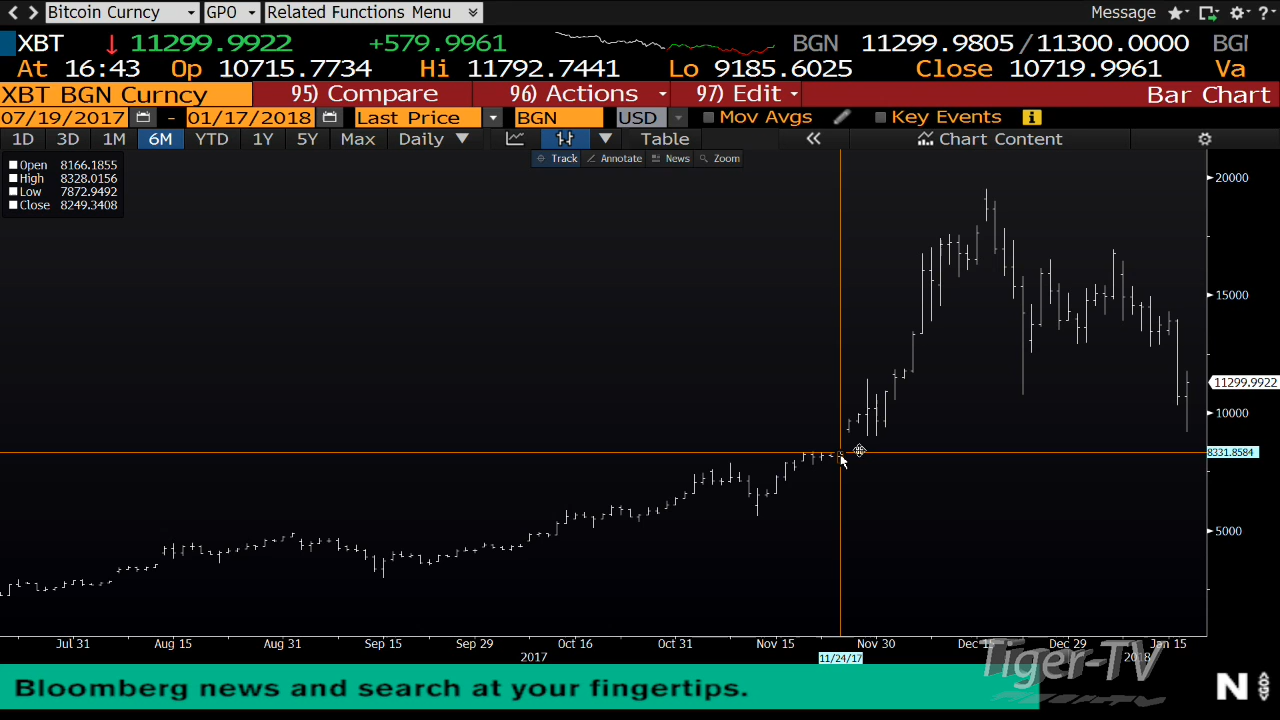 Bitcoin Curncy GPO Related Functions Menu Message ?
XBT 11299.9922 +579.9961 BGN 11299.9805/11300.0000 BGN
At 16:43 Op 10715.7734 Hi 11792.7441 Lo 9185.6025 Close 10719.9961 Va
XBT BGN Curncy 95) Compare 96) Actions 97) Edit Bar Chart
07/19/2017 - 01/17/2018 Last Price BGN USD Mov Avgs Key Events i
1D 3D 1M 6M YTD 1Y 5Y Max Daily Table « Chart Content
Track Annotate News Zoom
Open 8166.1855
High 8328.0156
Low 7872.9492
Close 8249.3408
20000
15000
11299.9922
10000
8331.8584
5000
Jul 31 Aug 15 Aug 31 Sep 15 Sep 29 Oct 16 Oct 31 Nov 15 Nov 30 Dec 15 Dec 29 Jan 15
2017 11/24/17 2018
Tiger-TV
Bloomberg news and search at your fingertips.
N